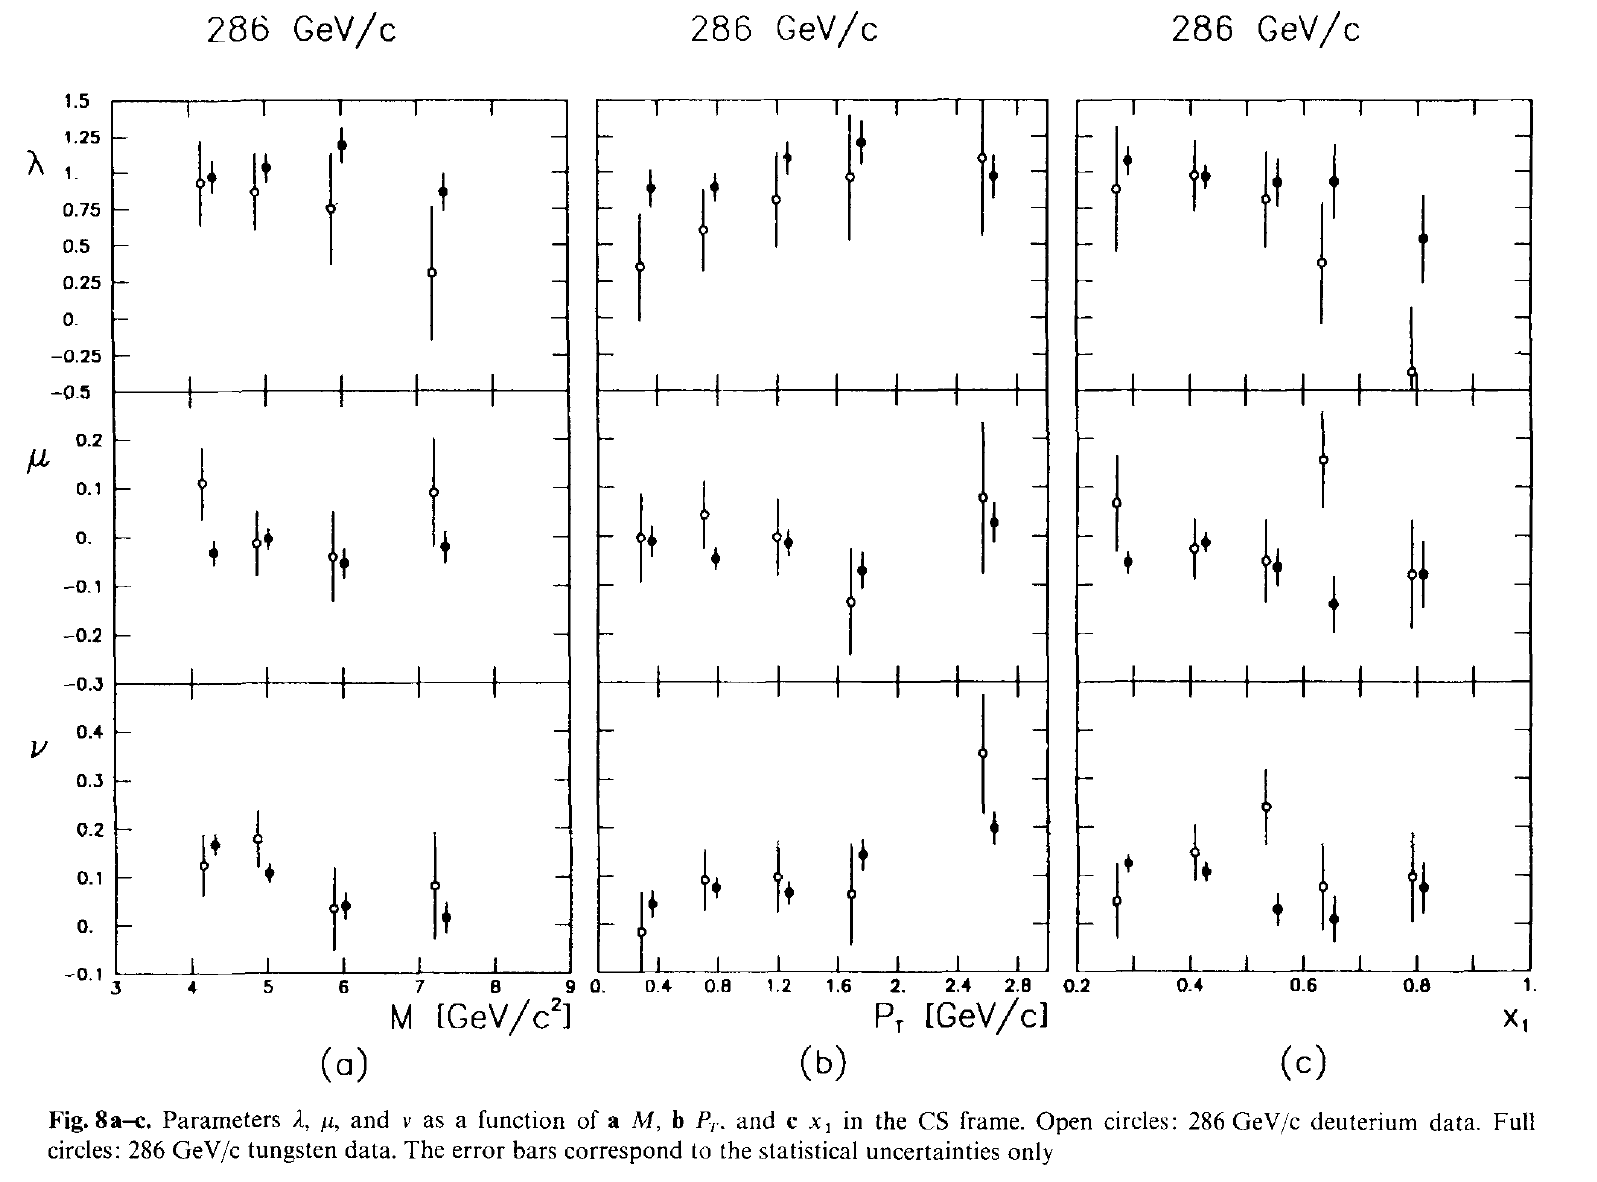 286 GeV/c 286 GeV/c 286 GeV/c
1.5
1.25
λ
1.
0.75
0.5
0.25
0.
−0.25
−0.5
0.2
μ
0.1
0.
−0.1
−0.2
−0.3
0.4
ν
0.3
0.2
0.1
0.
−0.1
3 4 5 6 7 8 9 0. 0.4 0.8 1.2 1.6 2. 2.4 2.8 0.2 0.4 0.6 0.8 1.
M [GeV/c²] P_T [GeV/c] x₁
(a) (b) (c)
Fig. 8a–c. Parameters λ, μ, and ν as a function of a M, b P_T. and c x₁ in the CS frame. Open circles: 286 GeV/c deuterium data. Full
circles: 286 GeV/c tungsten data. The error bars correspond to the statistical uncertainties only